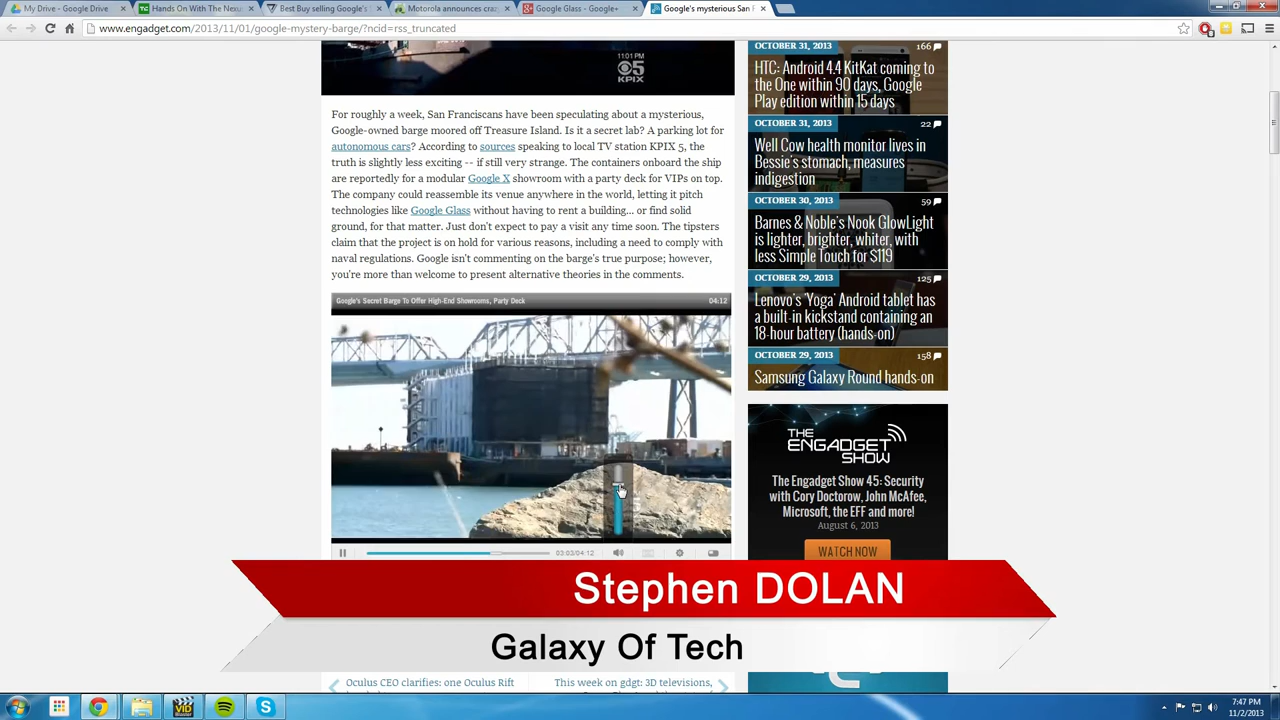 My Drive - Google Drive
Hands On With The Nexu
Best Buy selling Google's
Motorola announces crazy
Google Glass - Google+
Google's mysterious San F
www.engadget.com/2013/11/01/google-mystery-barge/?ncid=rss_truncated
11:01 PM
5
KPIX
For roughly a week, San Franciscans have been speculating about a mysterious,
Google-owned barge moored off Treasure Island. Is it a secret lab? A parking lot for
autonomous cars? According to sources speaking to local TV station KPIX 5, the
truth is slightly less exciting -- if still very strange. The containers onboard the ship
are reportedly for a modular Google X showroom with a party deck for VIPs on top.
The company could reassemble its venue anywhere in the world, letting it pitch
technologies like Google Glass without having to rent a building... or find solid
ground, for that matter. Just don't expect to pay a visit any time soon. The tipsters
claim that the project is on hold for various reasons, including a need to comply with
naval regulations. Google isn't commenting on the barge's true purpose; however,
you're more than welcome to present alternative theories in the comments.
Google's Secret Barge To Offer High-End Showrooms, Party Deck
04:12
03:03/04:12
OCTOBER 31, 2013
166
HTC: Android 4.4 KitKat coming to
the One within 90 days, Google
Play edition within 15 days
OCTOBER 31, 2013
22
Well Cow health monitor lives in
Bessie's stomach, measures
indigestion
OCTOBER 30, 2013
59
Barnes & Noble's Nook GlowLight
is lighter, brighter, whiter, with
less Simple Touch for $119
OCTOBER 29, 2013
125
Lenovo's 'Yoga' Android tablet has
a built-in kickstand containing an
18-hour battery (hands-on)
OCTOBER 29, 2013
158
Samsung Galaxy Round hands-on
THE
ENGADGET
SHOW
The Engadget Show 45: Security
with Cory Doctorow, John McAfee,
Microsoft, the EFF and more!
August 6, 2013
WATCH NOW
Stephen DOLAN
Galaxy Of Tech
Oculus CEO clarifies: one Oculus Rift
This week on gdgt: 3D televisions,
VID
7:47 PM
11/2/2013